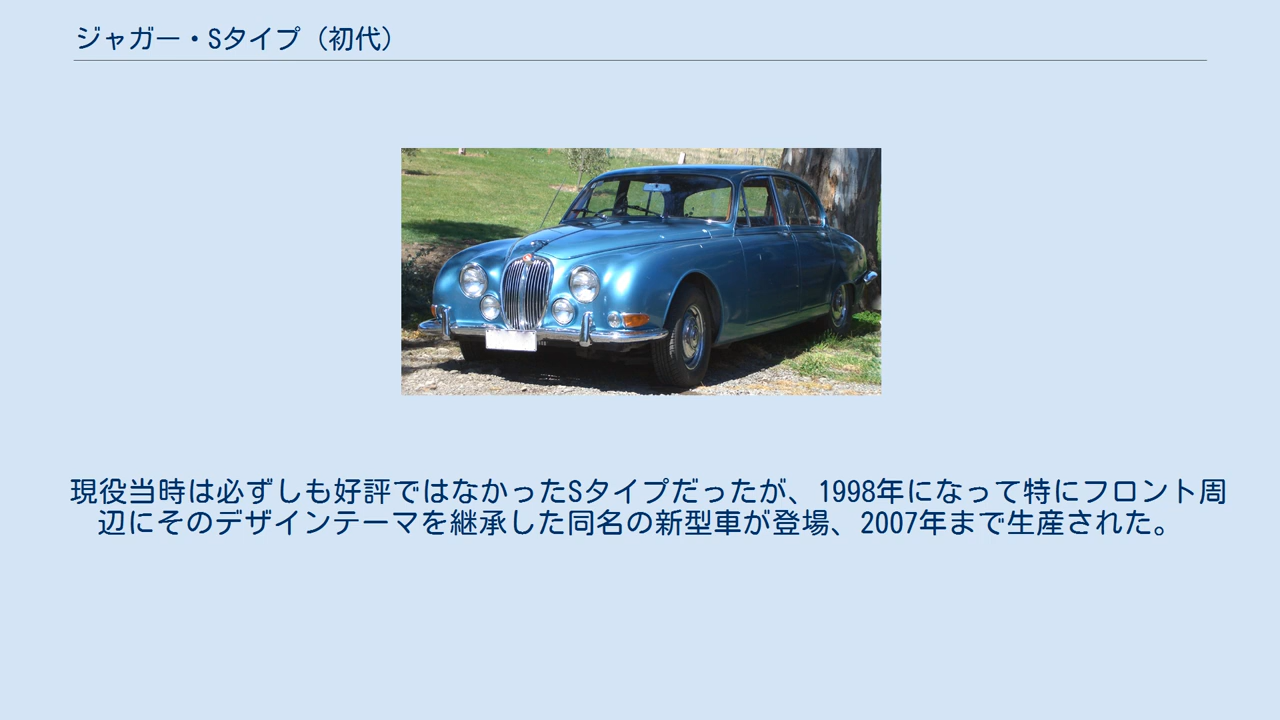 ジャガー・Sタイプ（初代）
現役当時は必ずしも好評ではなかったSタイプだったが、1998年になって特にフロント周
辺にそのデザインテーマを継承した同名の新型車が登場、2007年まで生産された。